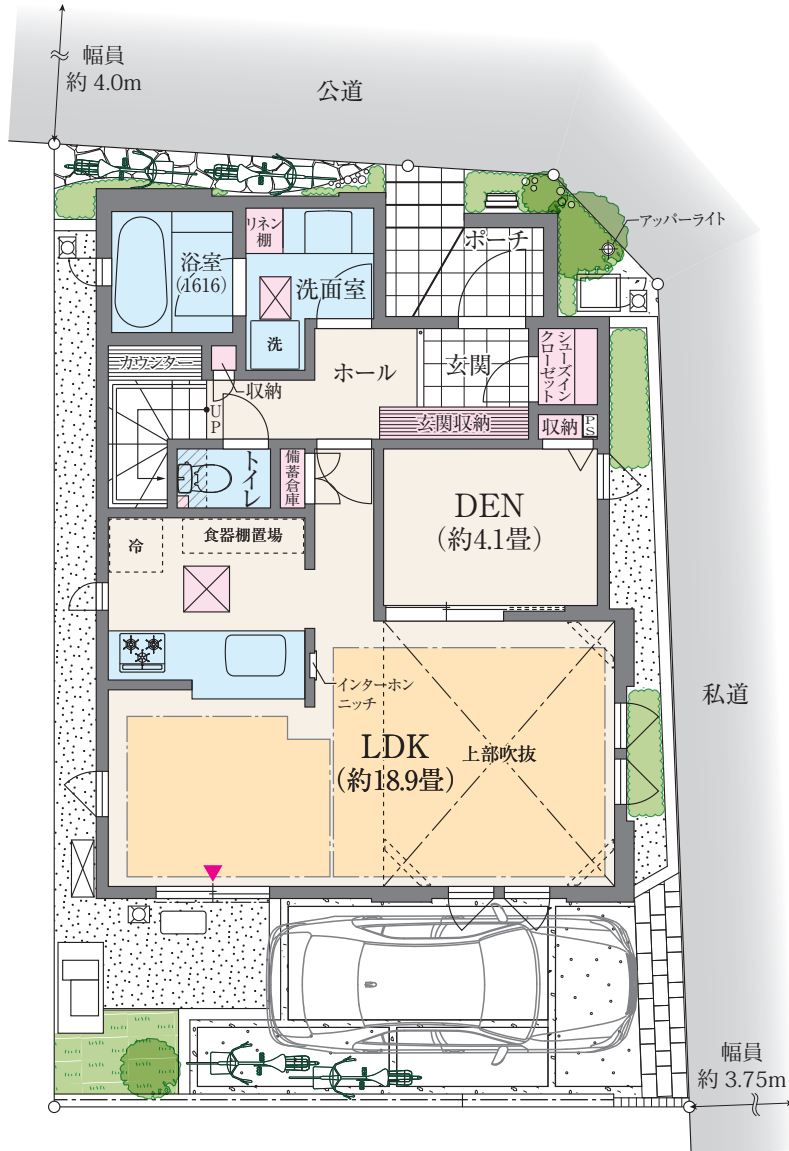 幅員
約 4.0m
公道
アッパーライト
ポーチ
リネン
棚
浴室
(1616)
洗面室
洗
カウンター
収納
ホール
玄関
シューズイン
クローゼット
UP
玄関収納
収納
PS
トイレ
備蓄倉庫
DEN
(約4.1畳)
冷
食器棚置場
インターホン
ニッチ
私道
LDK
(約18.9畳)
上部吹抜
幅員
約 3.75m